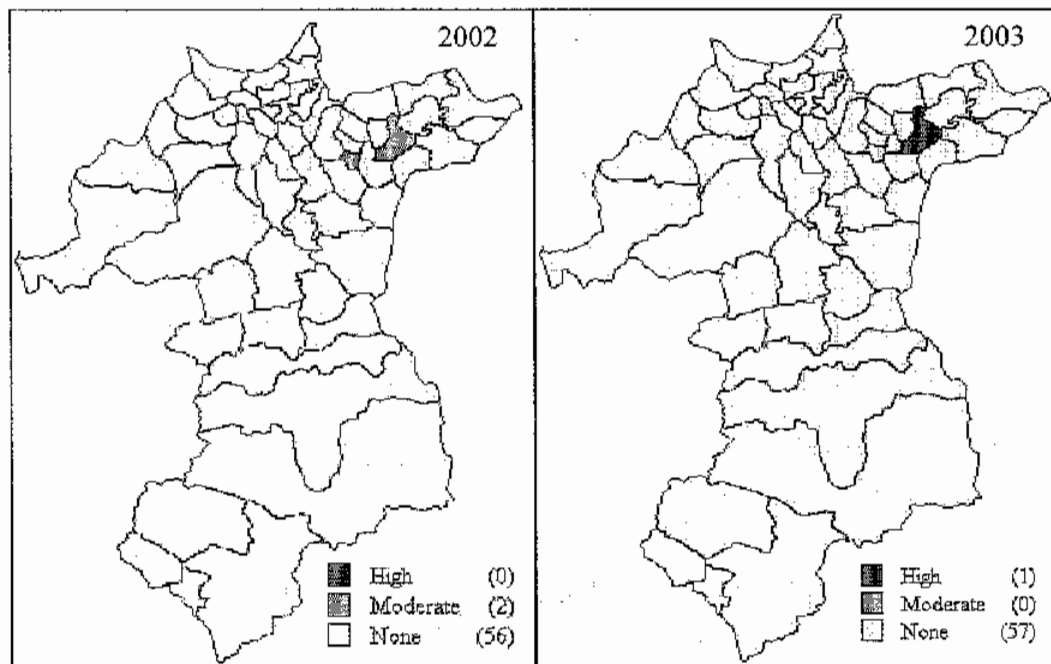 2002
High (0)
Moderate (2)
None (56)
2003
High (1)
Moderate (0)
None (57)